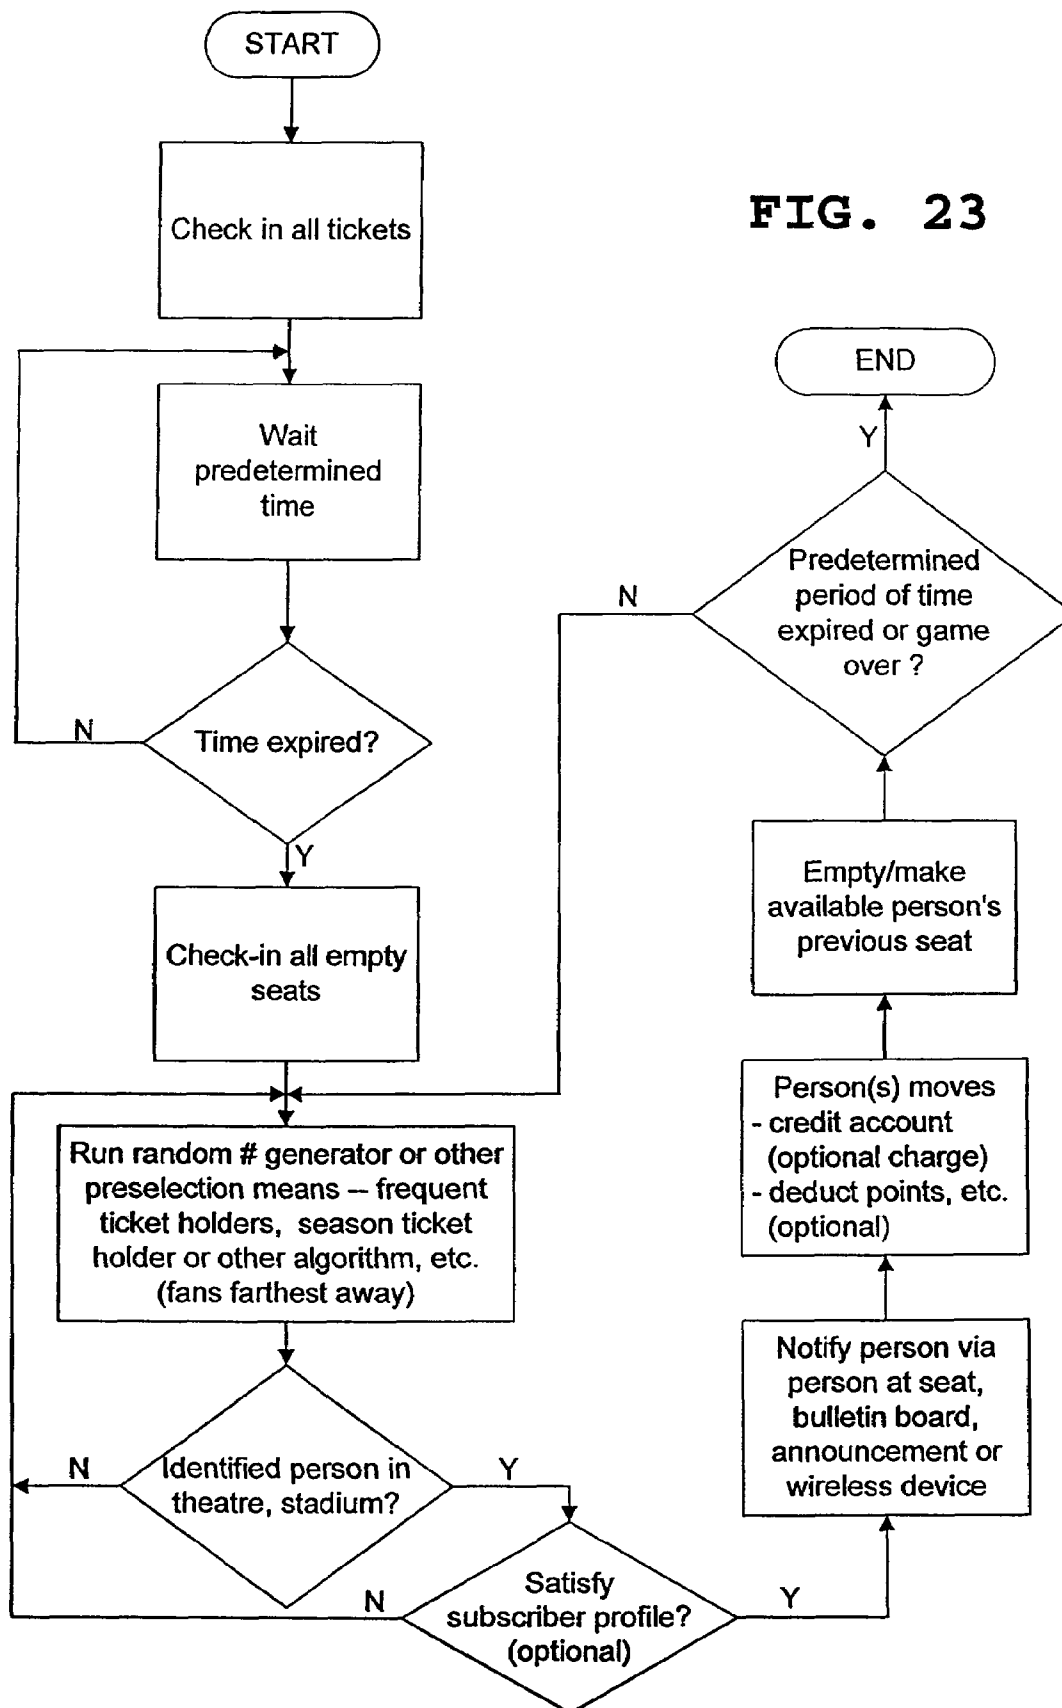 START
Check in all tickets
FIG. 23
END
Wait
predetermined
time
Y
Predetermined
period of time
expired or game
over ?
N
N
Time expired?
Y
Empty/make
available person's
previous seat
Check-in all empty
seats
Person(s) moves
- credit account
(optional charge)
- deduct points, etc.
(optional)
Run random # generator or other
preselection means -- frequent
ticket holders, season ticket
holder or other algorithm, etc.
(fans farthest away)
Notify person via
person at seat,
bulletin board,
announcement or
wireless device
N
Identified person in
theatre, stadium?
Y
N
Satisfy
subscriber profile?
(optional)
Y